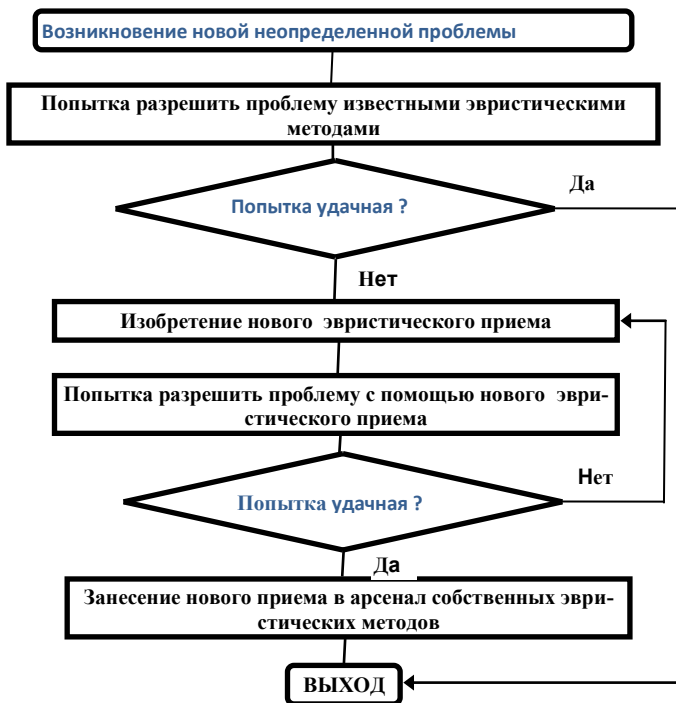 Возникновение новой неопределенной проблемы
Попытка разрешить проблему известными эвристическими
методами
Попытка удачная ?
Да
Нет
Изобретение нового эвристического приема
Попытка разрешить проблему с помощью нового эври-
стического приема
Попытка удачная ?
Нет
Да
Занесение нового приема в арсенал собственных эври-
стических методов
ВЫХОД